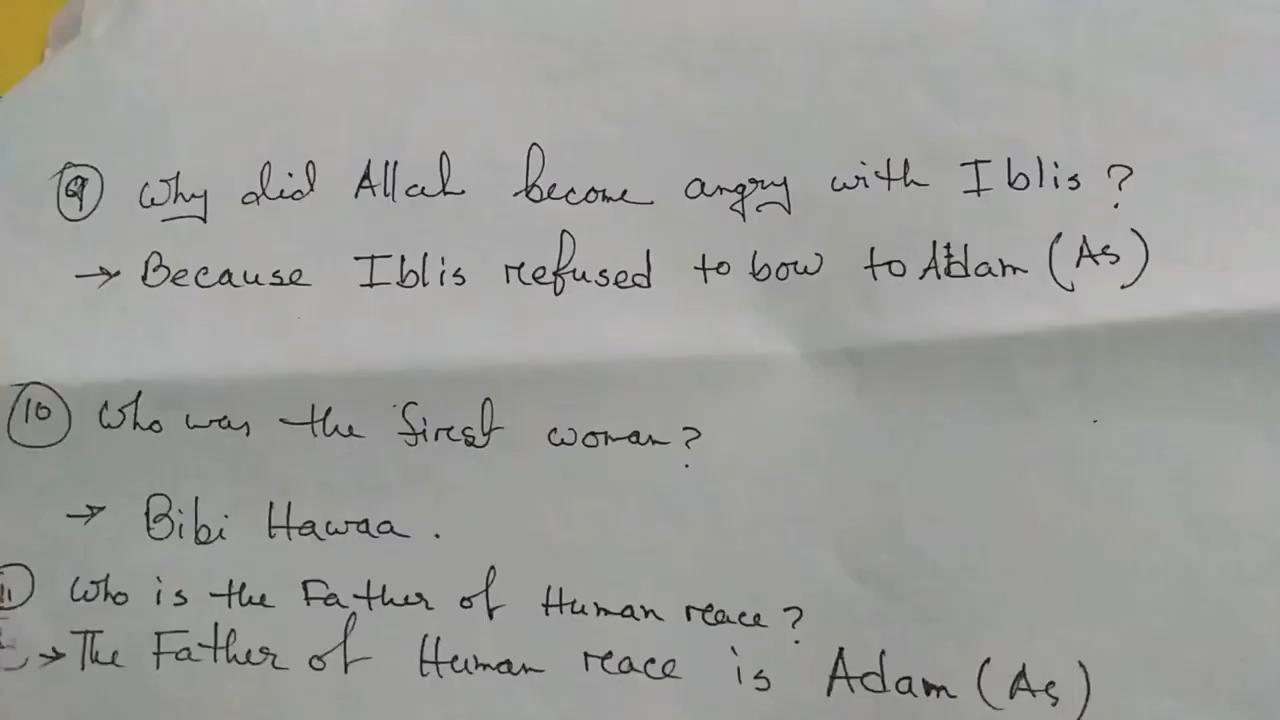 9 Why did Allah become angry with Iblis?
→ Because Iblis refused to bow to Adam (As)
10 Who was the first woman?
→ Bibi Hawaa.
11 Who is the Father of Human reace?
→ The Father of Human reace is Adam (As)